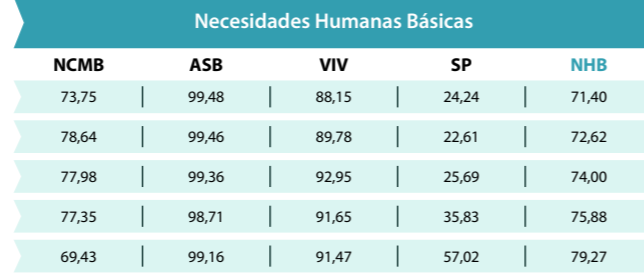 Necesidades Humanas Básicas
NCMB ASB VIV SP NHB
73,75 | 99,48 | 88,15 | 24,24 | 71,40
78,64 | 99,46 | 89,78 | 22,61 | 72,62
77,98 | 99,36 | 92,95 | 25,69 | 74,00
77,35 | 98,71 | 91,65 | 35,83 | 75,88
69,43 | 99,16 | 91,47 | 57,02 | 79,27